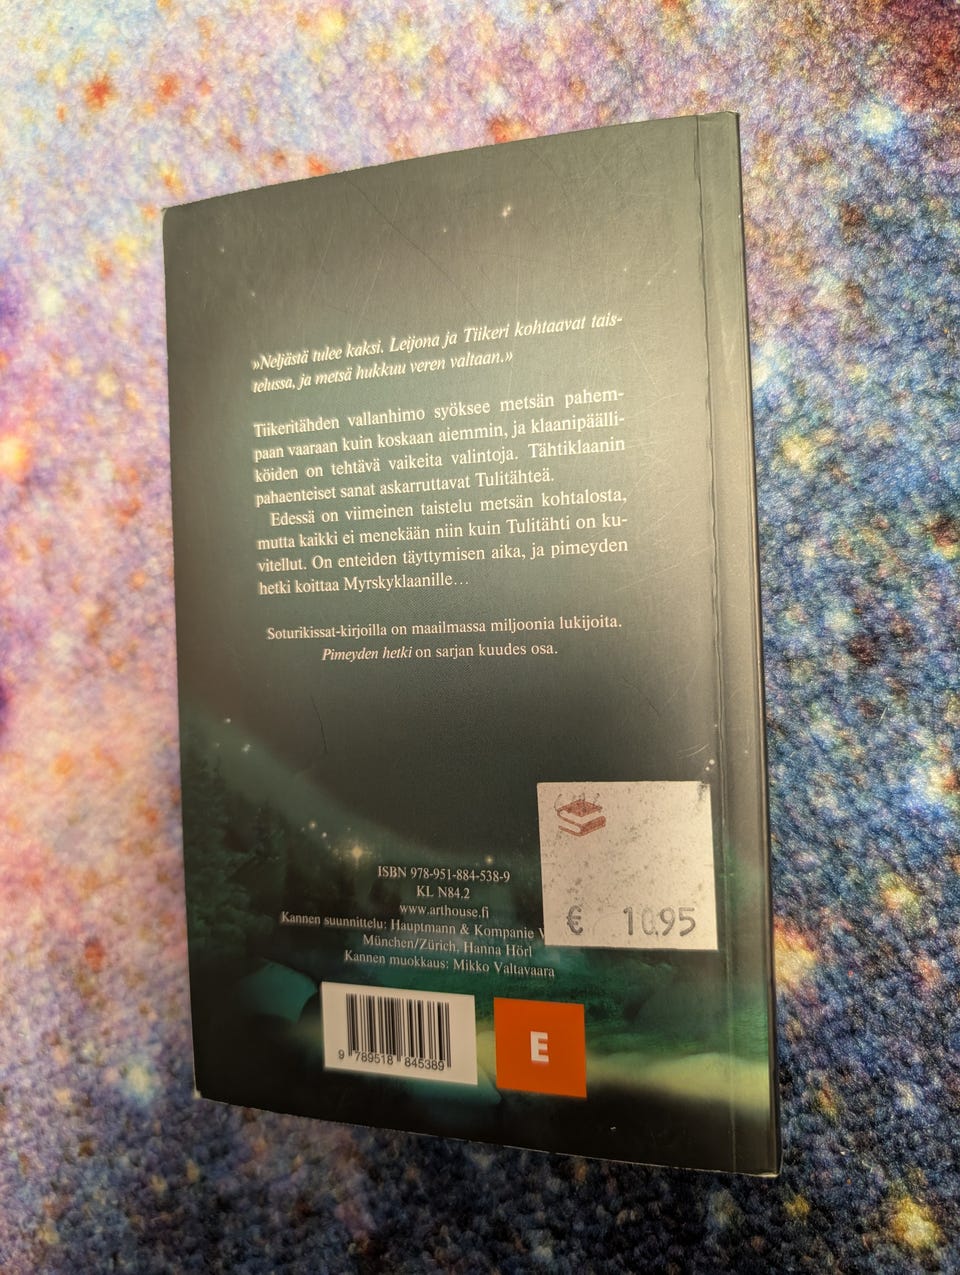 »Neljästä tulee kaksi. Leijona ja Tiikeri kohtaavat tais-
telussa, ja metsä hukkuu veren valtaan.»
Tiikeritähden vallanhimo syöksee metsän pahem-
paan vaaraan kuin koskaan aiemmin, ja klaanipäälli-
köiden on tehtävä vaikeita valintoja. Tähtiklaanin
pahaenteiset sanat askarruttavat Tulitähteä.
Edessä on viimeinen taistelu metsän kohtalosta,
mutta kaikki ei menekään niin kuin Tulitähti on ku-
vitellut. On enteiden täyttymisen aika, ja pimeyden
hetki koittaa Myrskyklaanille…
Soturikissat-kirjoilla on maailmassa miljoonia lukijoita.
Pimeyden hetki on sarjan kuudes osa.
ISBN 978-951-884-538-9
KL N84.2
www.arthouse.fi
Kannen suunnittelu: Hauptmann & Kompanie
München/Zürich, Hanna Hörl
Kannen muokkaus: Mikko Valtavaara
€ 10.95
9 789518 845389
E